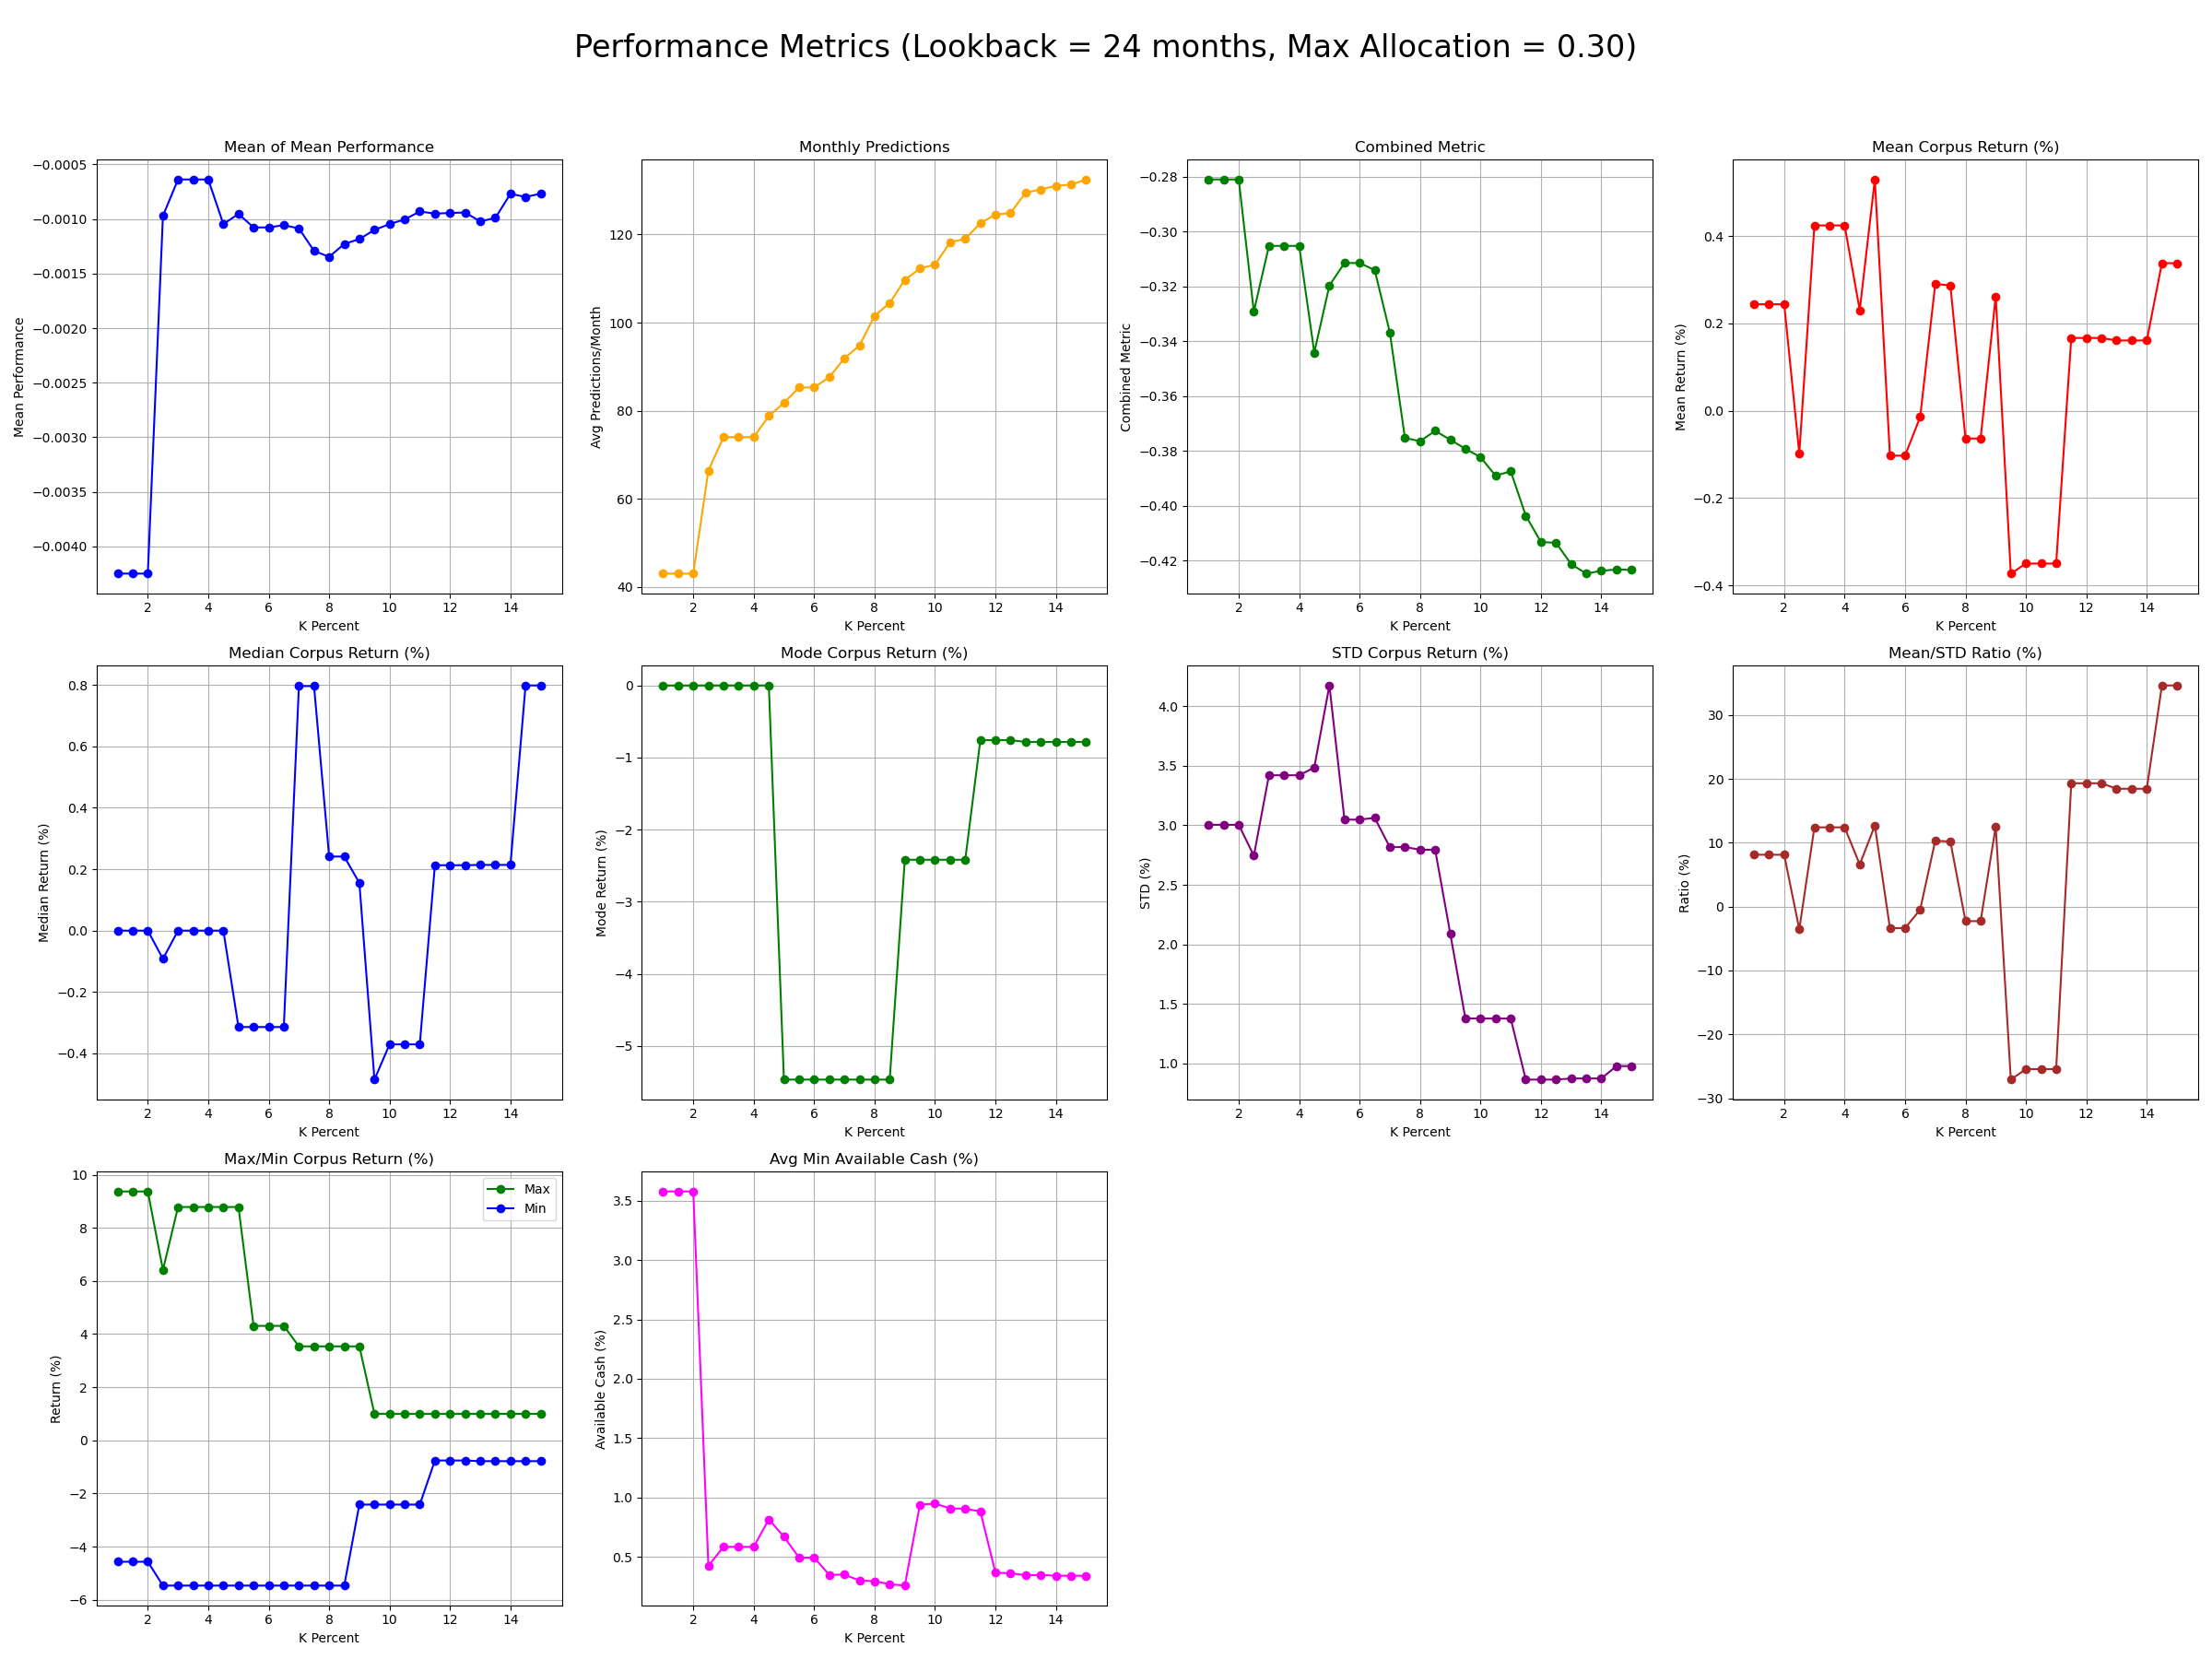 Performance Metrics (Lookback = 24 months, Max Allocation = 0.30)
Mean of Mean Performance
Mean Performance
−0.0005
−0.0010
−0.0015
−0.0020
−0.0025
−0.0030
−0.0035
−0.0040
2 4 6 8 10 12 14
K Percent
Monthly Predictions
Avg Predictions/Month
120
100
80
60
40
2 4 6 8 10 12 14
K Percent
Combined Metric
Combined Metric
−0.28
−0.30
−0.32
−0.34
−0.36
−0.38
−0.40
−0.42
2 4 6 8 10 12 14
K Percent
Mean Corpus Return (%)
Mean Return (%)
0.4
0.2
0.0
−0.2
−0.4
2 4 6 8 10 12 14
K Percent
Median Corpus Return (%)
Median Return (%)
0.8
0.6
0.4
0.2
0.0
−0.2
−0.4
2 4 6 8 10 12 14
K Percent
Mode Corpus Return (%)
Mode Return (%)
0
−1
−2
−3
−4
−5
2 4 6 8 10 12 14
K Percent
STD Corpus Return (%)
STD (%)
4.0
3.5
3.0
2.5
2.0
1.5
1.0
2 4 6 8 10 12 14
K Percent
Mean/STD Ratio (%)
Ratio (%)
30
20
10
0
−10
−20
−30
2 4 6 8 10 12 14
K Percent
Max/Min Corpus Return (%)
Return (%)
10
8
6
4
2
0
−2
−4
−6
Max
Min
2 4 6 8 10 12 14
K Percent
Avg Min Available Cash (%)
Available Cash (%)
3.5
3.0
2.5
2.0
1.5
1.0
0.5
2 4 6 8 10 12 14
K Percent